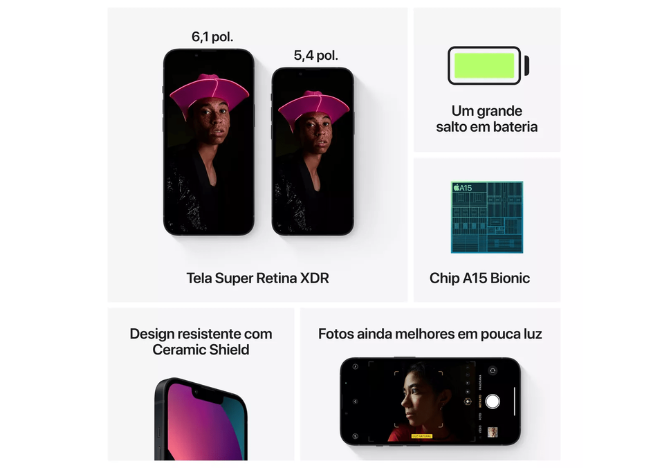 6,1 pol.
5,4 pol.
Tela Super Retina XDR
Um grande
salto em bateria
A15
Chip A15 Bionic
Design resistente com
Ceramic Shield
Fotos ainda melhores em pouca luz